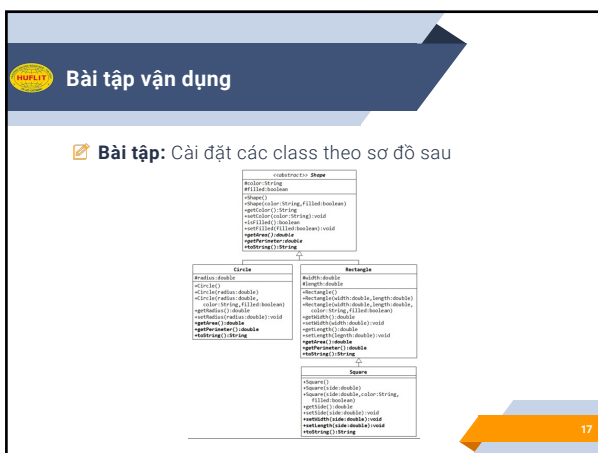 HUFLIT
Bài tập vận dụng
Bài tập: Cài đặt các class theo sơ đồ sau
<<abstract>> Shape
#color:String
#filled:boolean
+Shape()
+Shape(color:String,filled:boolean)
+getColor():String
+setColor(color:String):void
+isFilled():boolean
+setFilled(filled:boolean):void
+getArea():double
+getPerimeter:double
+toString():String
Circle
#radius:double
+Circle()
+Circle(radius:double)
+Circle(radius:double,
color:String,filled:boolean)
+getRadius():double
+setRadius(radius:double):void
+getArea():double
+getPerimeter():double
+toString():String
Rectangle
#width:double
#length:double
+Rectangle()
+Rectangle(width:double,length:double)
+Rectangle(width:double,length:double,
color:String,filled:boolean)
+getWidth():double
+setWidth(width:double):void
+getLength():double
+setLength(legnth:double):void
+getArea():double
+getPerimeter():double
+toString():String
Square
+Square()
+Square(side:double)
+Square(side:double,color:String,
filled:boolean)
+getSide():double
+setSide(side:double):void
+setWidth(side:double):void
+setLength(side:double):void
+toString():String
17